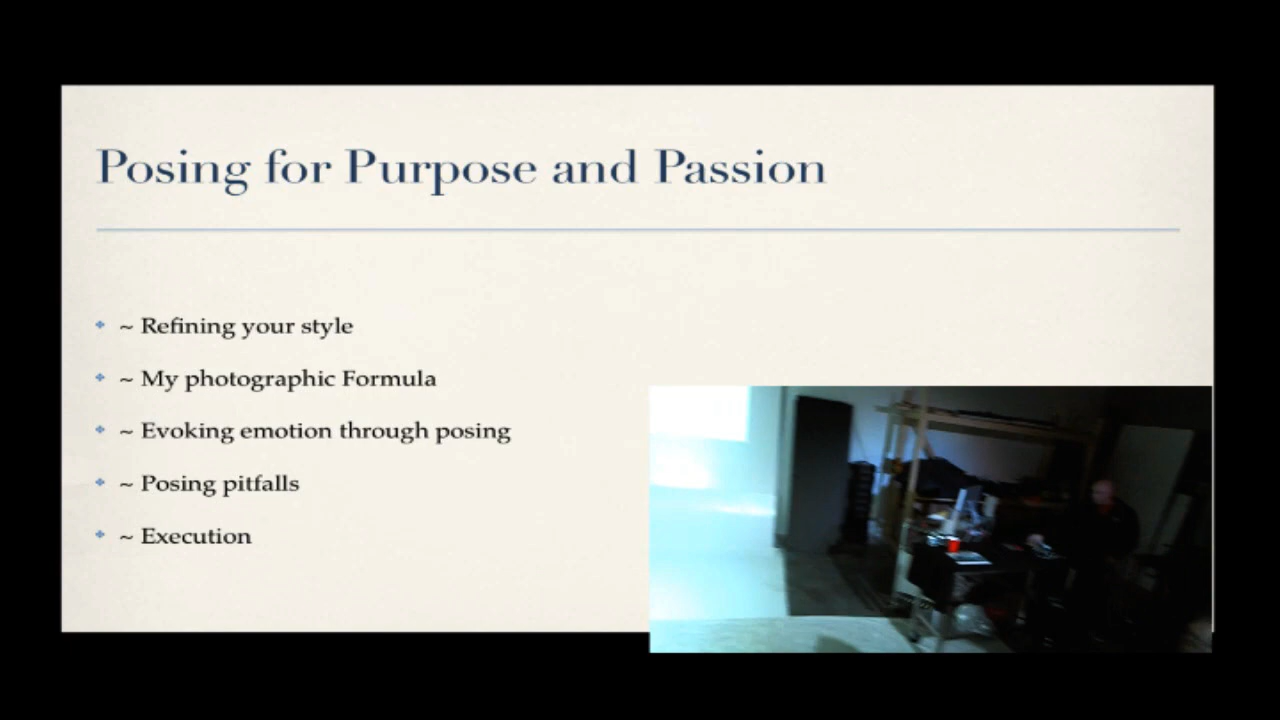 Posing for Purpose and Passion
~ Refining your style
~ My photographic Formula
~ Evoking emotion through posing
~ Posing pitfalls
~ Execution